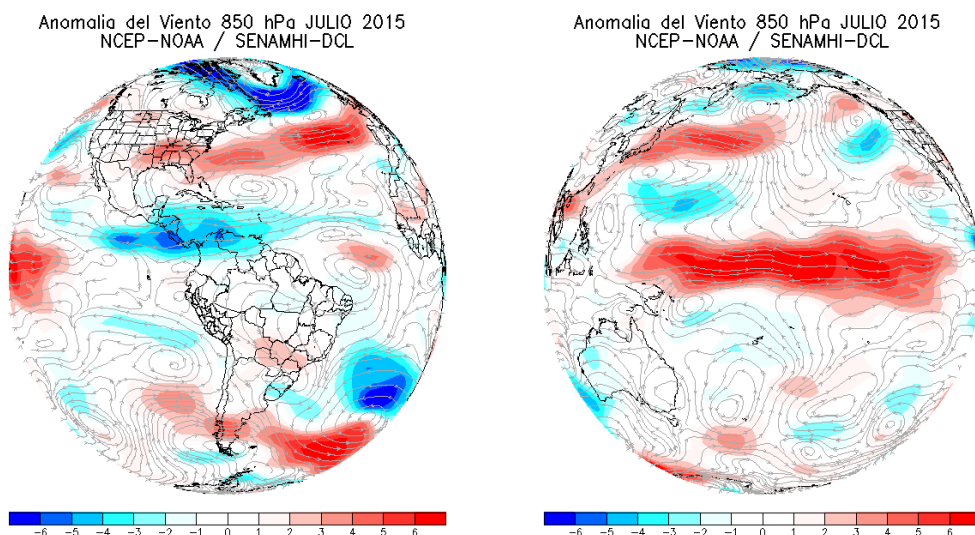 Anomalia del Viento 850 hPa JULIO 2015
NCEP-NOAA / SENAMHI-DCL
-6 -5 -4 -3 -2 -1 0 1 2 3 4 5 6
Anomalia del Viento 850 hPa JULIO 2015
NCEP-NOAA / SENAMHI-DCL
-6 -5 -4 -3 -2 -1 0 1 2 3 4 5 6